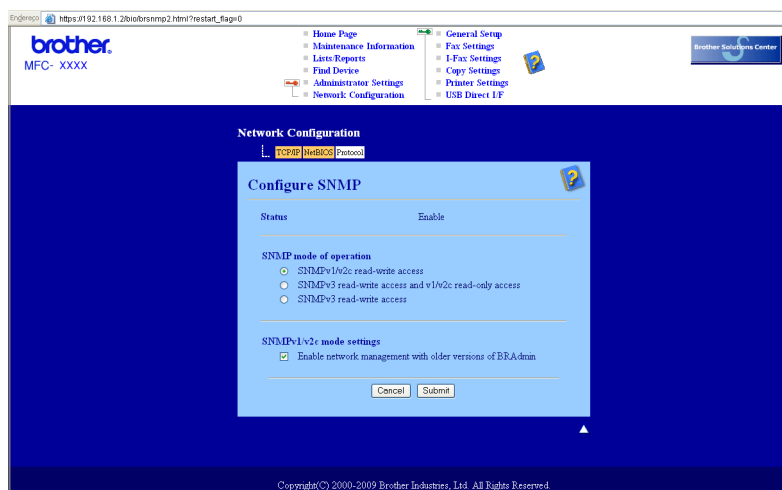 Endereço https://192.168.1.2/bio/brsnmp2.html?restart_flag=0
brother.
MFC- XXXX
Home Page
Maintenance Information
Lists/Reports
Find Device
Administrator Settings
Network Configuration
General Setup
Fax Settings
I-Fax Settings
Copy Settings
Printer Settings
USB Direct I/F
Brother Solutions Center
Network Configuration
TCP/IP NetBIOS Protocol
Configure SNMP
Status Enable
SNMP mode of operation
SNMPv1/v2c read-write access
SNMPv3 read-write access and v1/v2c read-only access
SNMPv3 read-write access
SNMPv1/v2c mode settings
Enable network management with older versions of BRAdmin
Cancel Submit
Copyright(C) 2000-2009 Brother Industries, Ltd. All Rights Reserved.